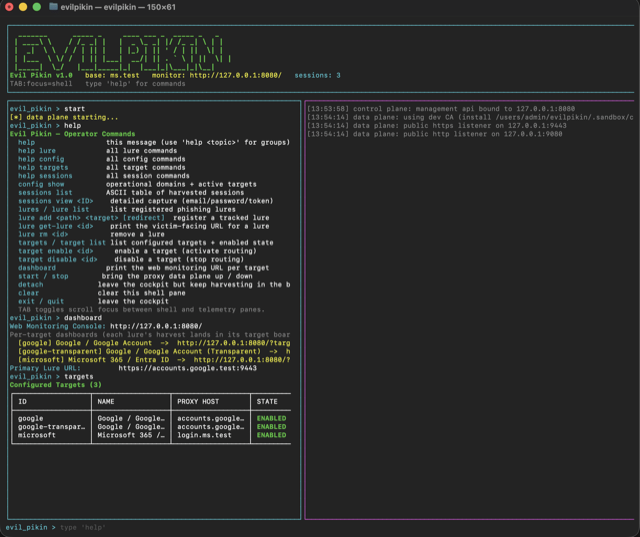 evilpikin — evilpikin — 150×61
EVILPIKIN
Evil Pikin v1.0 base: ms.test monitor: http://127.0.0.1:8080/ sessions: 3
TAB:focus=shell type 'help' for commands
evil_pikin > start
[*] data plane starting...
evil_pikin > help
Evil Pikin — Operator Commands
help this message (use 'help <topic>' for groups)
help lure all lure commands
help config all config commands
help targets all target commands
help sessions all session commands
config show operational domains + active targets
sessions list ASCII table of harvested sessions
sessions view <ID> detailed capture (email/password/token)
lures / lure list list registered phishing lures
lure add <path> <target> [redirect] register a tracked lure
lure get-lure <id> print the victim-facing URL for a lure
lure rm <id> remove a lure
targets / target list list configured targets + enabled state
target enable <id> enable a target (activate routing)
target disable <id> disable a target (stop routing)
dashboard print the web monitoring URL per target
start / stop bring the proxy data plane up / down
detach leave the cockpit but keep harvesting in the b
clear clear this shell pane
exit / quit leave the cockpit
TAB toggles scroll focus between shell and telemetry panes.
evil_pikin > dashboard
Web Monitoring Console: http://127.0.0.1:8080/
Per-target dashboards (each lure's harvest lands in its target boar
[google] Google / Google Account -> http://127.0.0.1:8080/?targ
[google-transparent] Google / Google Account (Transparent) -> h
[microsoft] Microsoft 365 / Entra ID -> http://127.0.0.1:8080/?
Primary Lure URL: https://accounts.google.test:9443
evil_pikin > targets
Configured Targets (3)
ID NAME PROXY HOST STATE
google Google / Google… accounts.google… ENABLED
google-transpar… Google / Google… accounts.google… ENABLED
microsoft Microsoft 365 /… login.ms.test ENABLED
[13:53:58] control plane: management api bound to 127.0.0.1:8080
[13:54:14] data plane: using dev CA (install /users/admin/evilpikin/.sandbox/c
[13:54:14] data plane: public https listener on 127.0.0.1:9443
[13:54:14] data plane: public http listener on 127.0.0.1:9080
evil_pikin > type 'help'